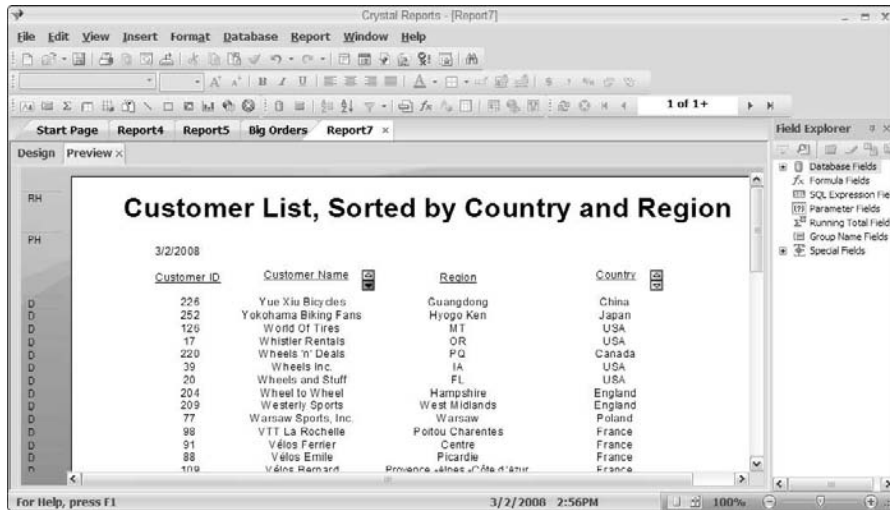 Crystal Reports - [Report7]
File Edit View Insert Format Database Report Window Help
1 of 1+
Start Page Report4 Report5 Big Orders Report7 ×
Field Explorer
Design Preview ×
Database Fields
Formula Fields
SQL Expression Fie
Parameter Fields
Running Total Field
Group Name Fields
Special Fields
RH
Customer List, Sorted by Country and Region
PH
3/2/2008
Customer ID Customer Name Region Country
D 226 Yue Xiu Bicycles Guangdong China
D 252 Yokohama Biking Fans Hyogo Ken Japan
D 126 World Of Tires MT USA
D 17 Whistler Rentals OR USA
D 220 Wheels 'n' Deals PQ Canada
D 39 Wheels Inc. IA USA
D 20 Wheels and Stuff FL USA
D 204 Wheel to Wheel Hampshire England
D 209 Westerly Sports West Midlands England
D 77 Warsaw Sports, Inc. Warsaw Poland
D 98 VTT La Rochelle Poitou Charentes France
D 91 Vélos Ferrier Centre France
D 88 Vélos Emile Picardie France
D 109 Vélos Bernard France
For Help, press F1 3/2/2008 2:56PM 100%